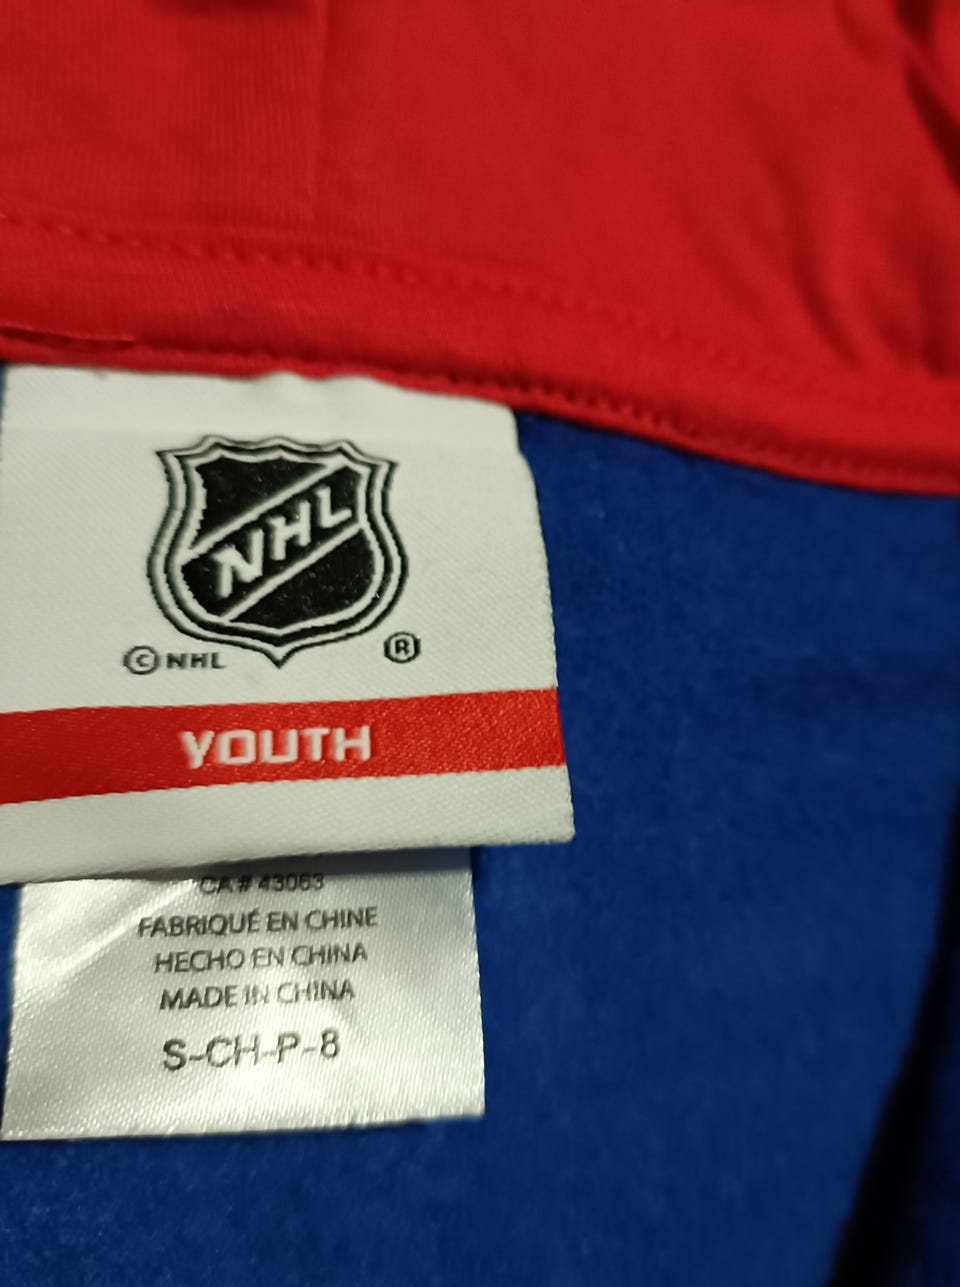 NHL
© NHL ®
YOUTH
CA# 43063
FABRIQUÉ EN CHINE
HECHO EN CHINA
MADE IN CHINA
S-CH-P-8